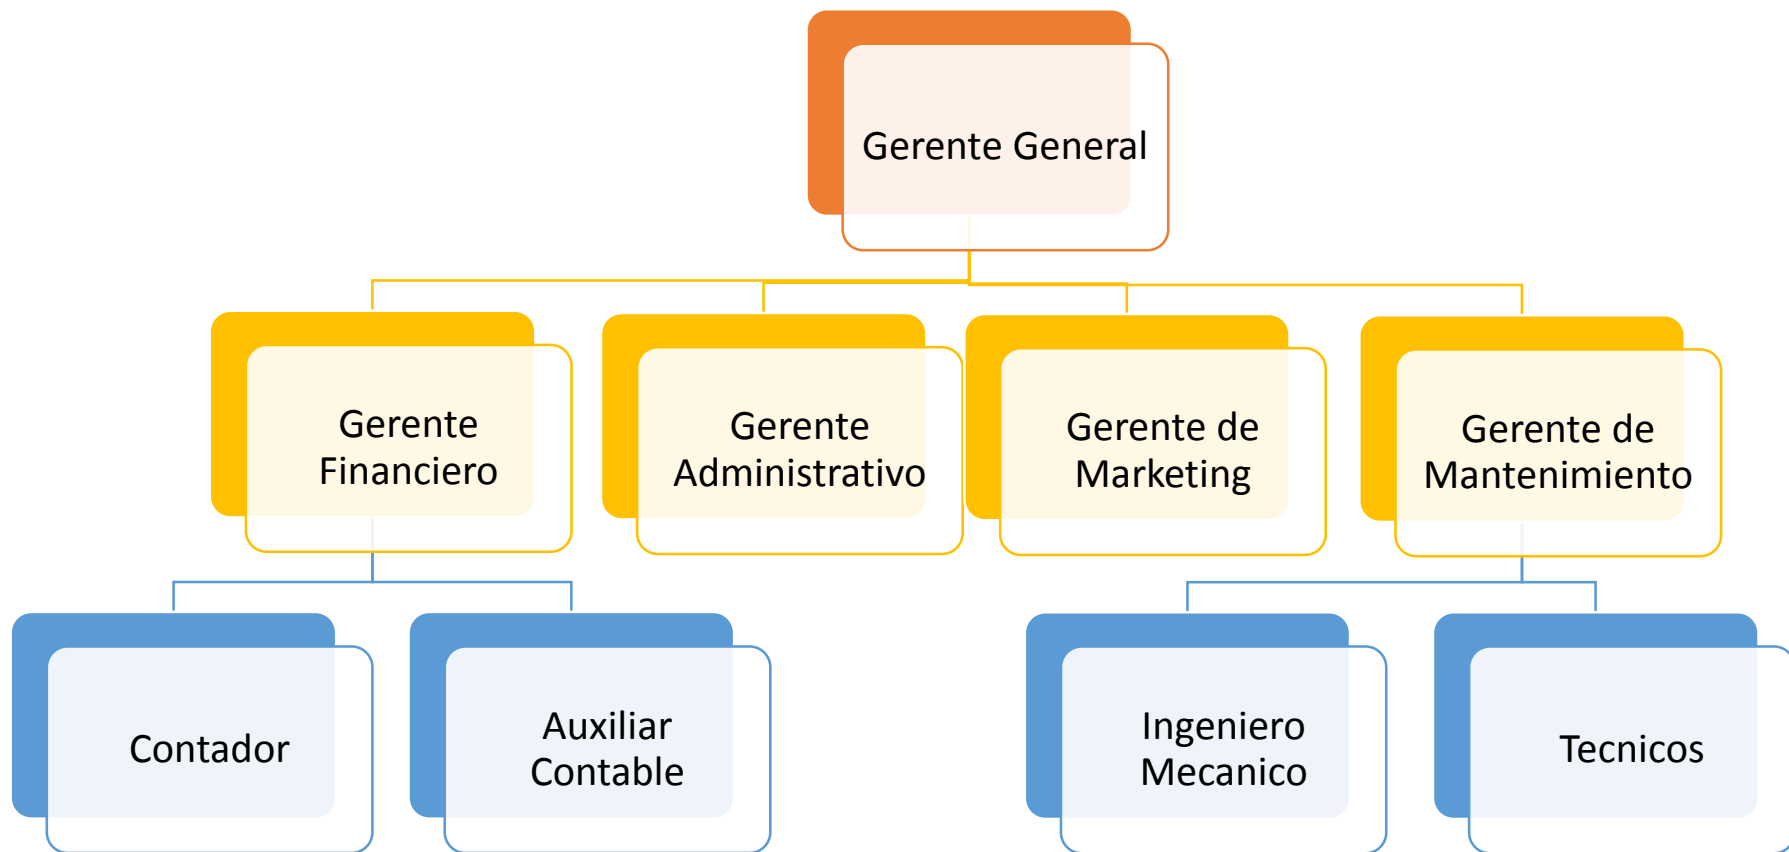 Gerente General
Gerente
Financiero
Gerente
Administrativo
Gerente de
Marketing
Gerente de
Mantenimiento
Contador
Auxiliar
Contable
Ingeniero
Mecanico
Tecnicos